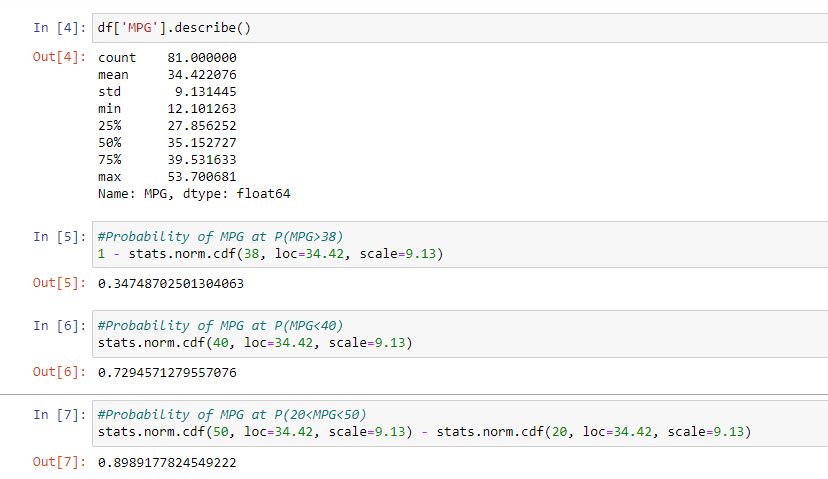 In [4]: df['MPG'].describe()
Out[4]: count    81.000000
mean     34.422076
std       9.131445
min      12.101263
25%      27.856252
50%      35.152727
75%      39.531633
max      53.700681
Name: MPG, dtype: float64
In [5]: #Probability of MPG at P(MPG>38)
1 - stats.norm.cdf(38, loc=34.42, scale=9.13)
Out[5]: 0.34748702501304063
In [6]: #Probability of MPG at P(MPG<40)
stats.norm.cdf(40, loc=34.42, scale=9.13)
Out[6]: 0.7294571279557076
In [7]: #Probability of MPG at P(20<MPG<50)
stats.norm.cdf(50, loc=34.42, scale=9.13) - stats.norm.cdf(20, loc=34.42, scale=9.13)
Out[7]: 0.8989177824549222